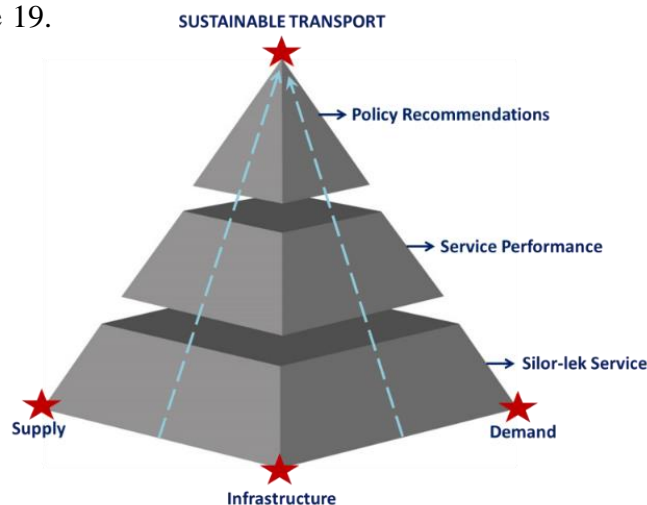 19.
SUSTAINABLE TRANSPORT
Policy Recommendations
Service Performance
Silor-lek Service
Supply
Demand
Infrastructure